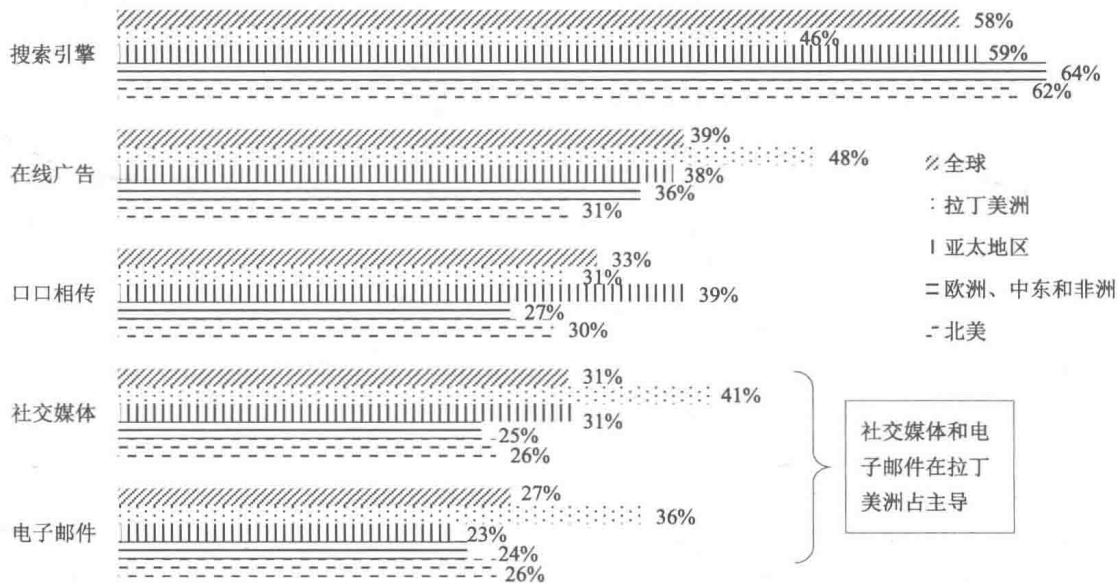 58%
46%
搜索引擎
59%
64%
62%
39%
48%
在线广告
38%
36%
31%
全球
拉丁美洲
亚太地区
欧洲、中东和非洲
北美
33%
31%
口口相传
39%
27%
30%
31%
41%
社交媒体
31%
25%
26%
27%
36%
电子邮件
23%
24%
26%
社交媒体和电
子邮件在拉丁
美洲占主导